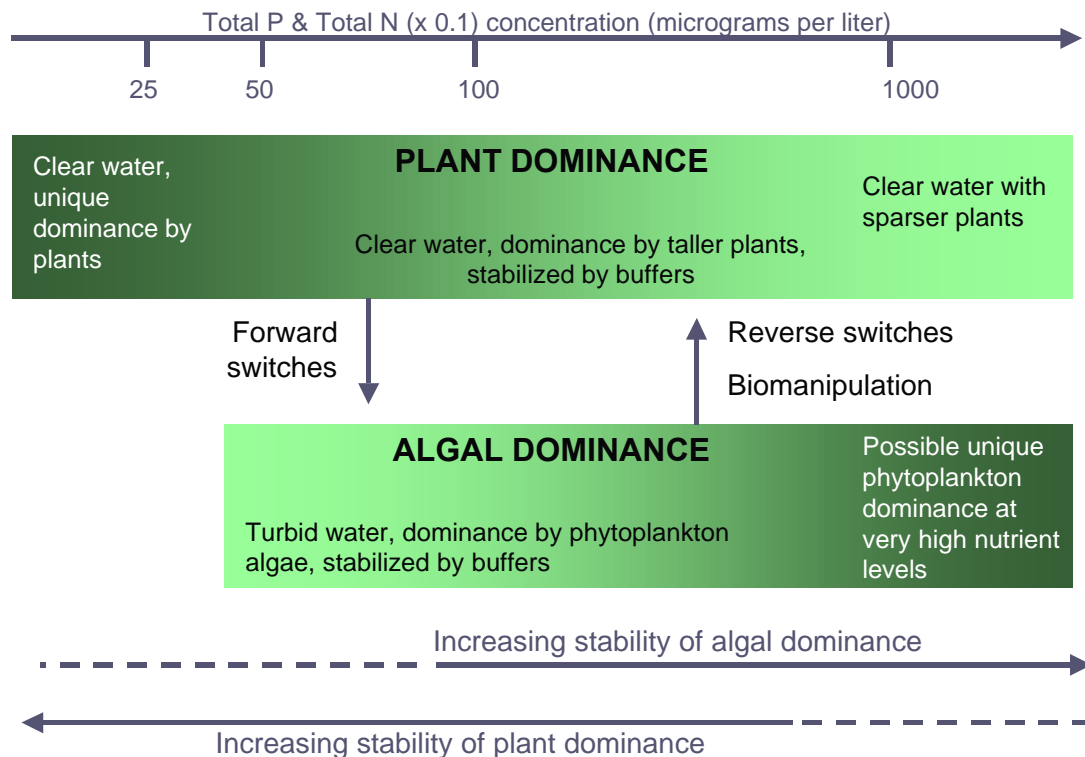 Total P & Total N (x 0.1) concentration (micrograms per liter)
25 50 100 1000
PLANT DOMINANCE
Clear water,
unique
dominance by
plants
Clear water, dominance by taller plants,
stabilized by buffers
Clear water with
sparser plants
Forward
switches
Reverse switches
Biomanipulation
ALGAL DOMINANCE
Turbid water, dominance by phytoplankton
algae, stabilized by buffers
Possible unique
phytoplankton
dominance at
very high nutrient
levels
Increasing stability of algal dominance
Increasing stability of plant dominance